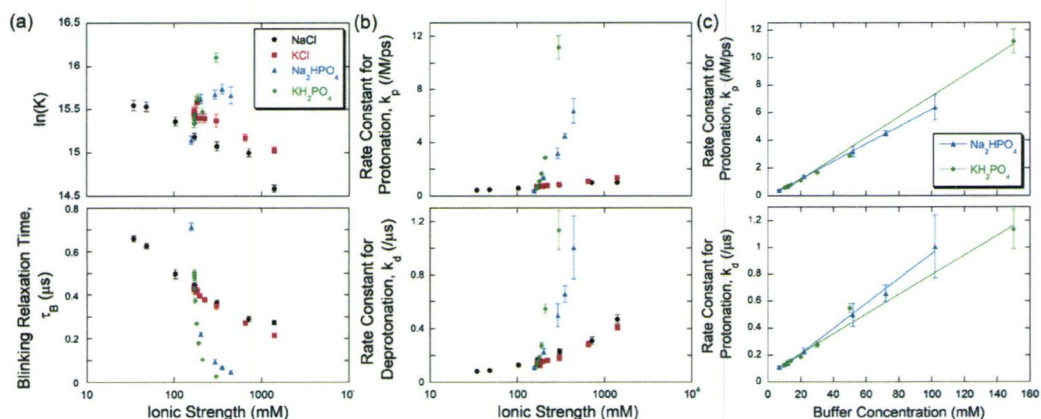 (a)
ln(K)
16.5
16
15.5
15
14.5
NaCl
KCl
Na2HPO4
KH2PO4
Blinking Relaxation Time,
τB (μs)
0.8
0.6
0.4
0.2
0
10 100 1000 10^4
Ionic Strength (mM)
(b)
Rate Constant for
Protonation, kp (/M/ps)
12
8
4
0
Rate Constant for
Deprotonation, kd (/μs)
1.2
0.8
0.4
0
10 100 1000 10^4
Ionic Strength (mM)
(c)
Rate Constant for
Protonation, kp (/M/ps)
12
10
8
6
4
2
0
Na2HPO4
KH2PO4
Rate Constant for
Deprotonation, kd (/μs)
1.2
1
0.8
0.6
0.4
0.2
0
0 20 40 60 80 100 120 140 160
Buffer Concentration (mM)